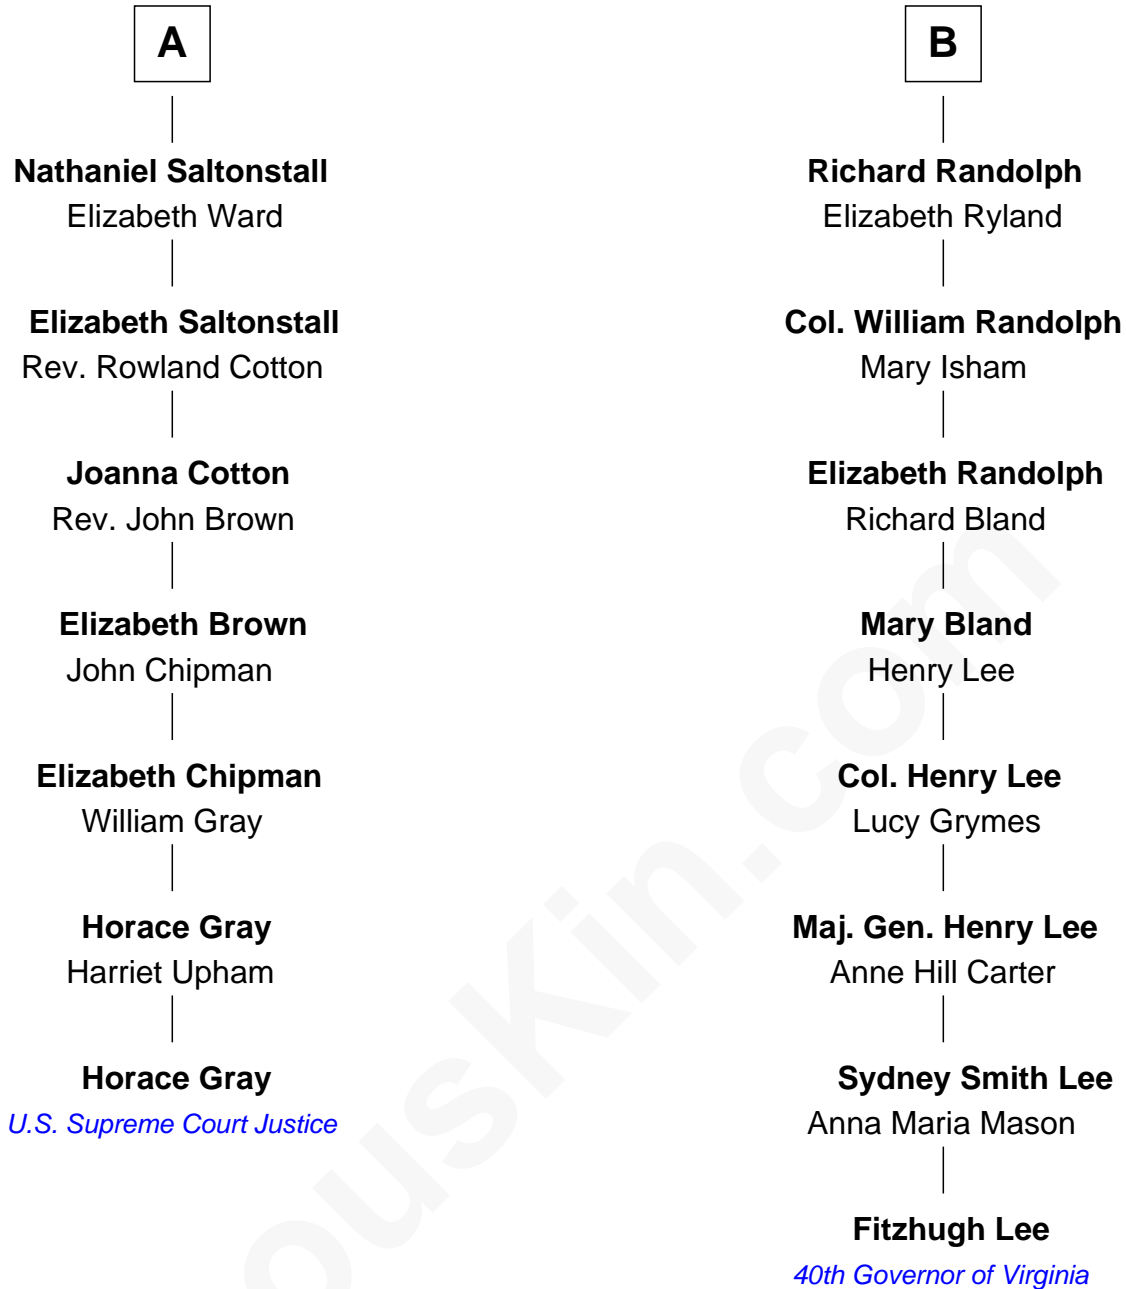 A
Nathaniel Saltonstall
Elizabeth Ward
Elizabeth Saltonstall
Rev. Rowland Cotton
Joanna Cotton
Rev. John Brown
Elizabeth Brown
John Chipman
Elizabeth Chipman
William Gray
Horace Gray
Harriet Upham
Horace Gray
U.S. Supreme Court Justice
B
Richard Randolph
Elizabeth Ryland
Col. William Randolph
Mary Isham
Elizabeth Randolph
Richard Bland
Mary Bland
Henry Lee
Col. Henry Lee
Lucy Grymes
Maj. Gen. Henry Lee
Anne Hill Carter
Sydney Smith Lee
Anna Maria Mason
Fitzhugh Lee
40th Governor of Virginia
ousKin.com